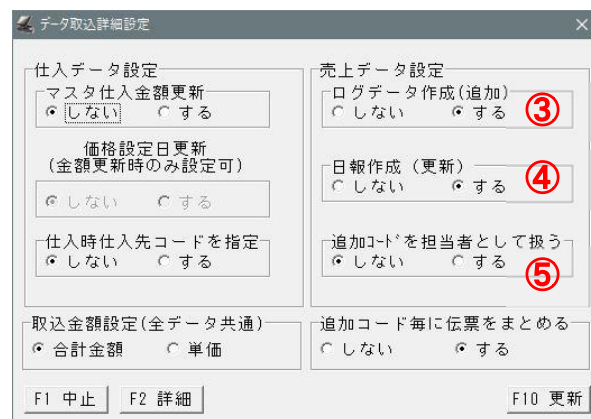 データ取込詳細設定
仕入データ設定
マスタ仕入金額更新
しない する
価格設定日更新
(金額更新時のみ設定可)
しない する
仕入時仕入先コードを指定
しない する
売上データ設定
ログデータ作成(追加)
しない する ③
日報作成(更新)
しない する ④
追加ｺｰﾄﾞを担当者として扱う
しない する ⑤
取込金額設定(全データ共通)
合計金額 単価
追加コード毎に伝票をまとめる
しない する
F1 中止 F2 詳細 F10 更新